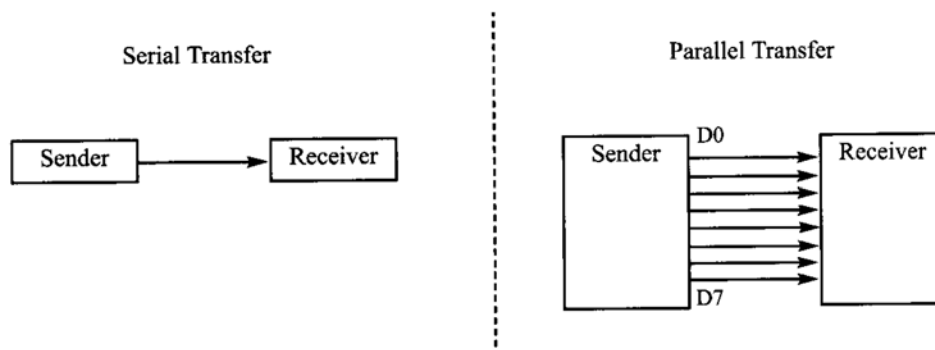 Serial Transfer
Sender
Receiver
Parallel Transfer
D0
Sender
Receiver
D7